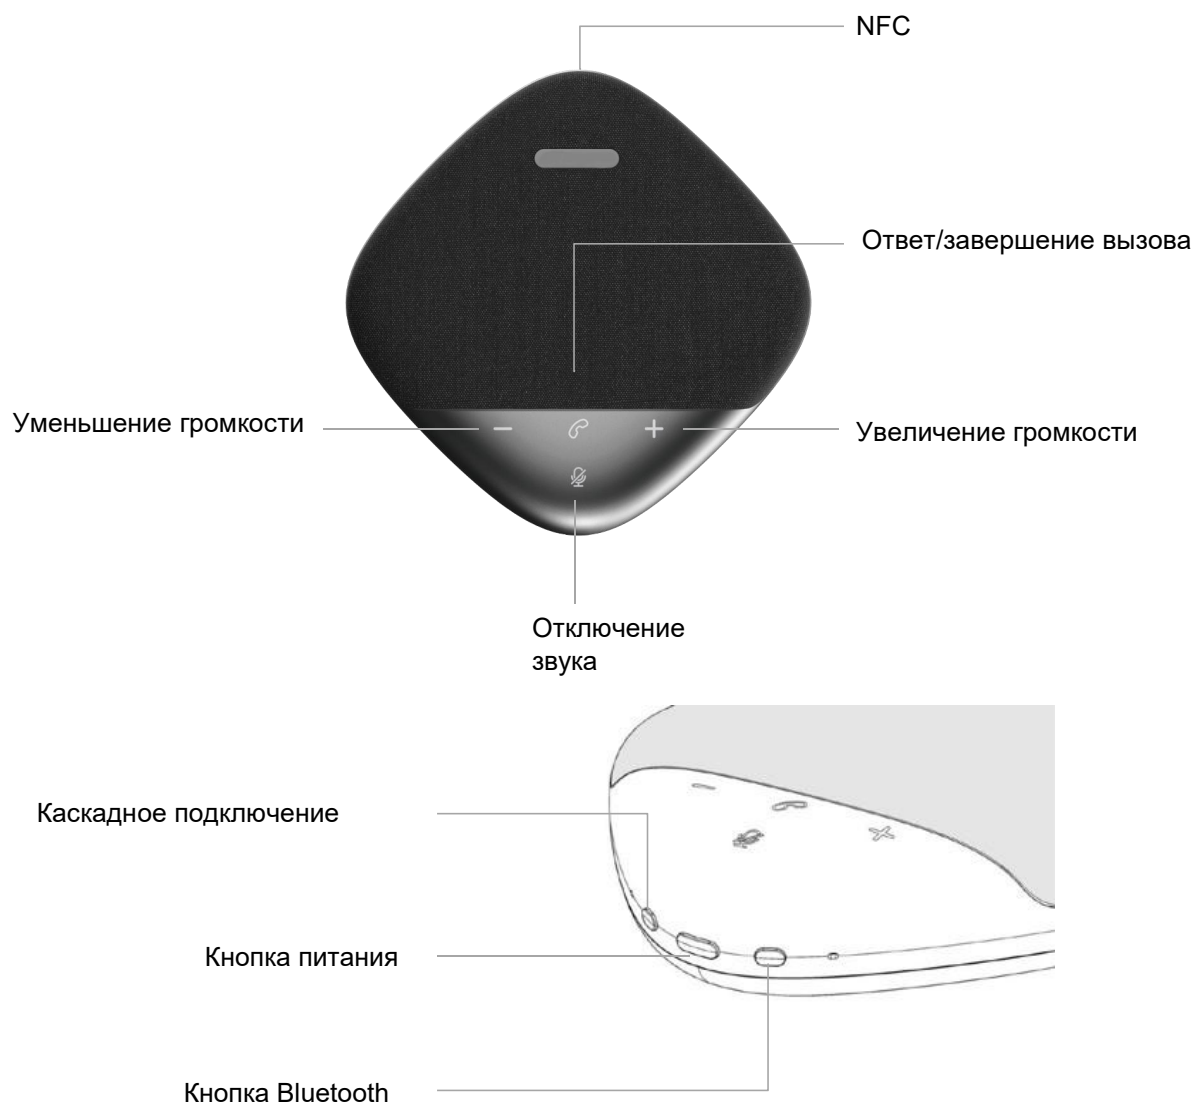 NFC
Ответ/завершение вызова
Уменьшение громкости
Увеличение громкости
Отключение
звука
Каскадное подключение
Кнопка питания
Кнопка Bluetooth